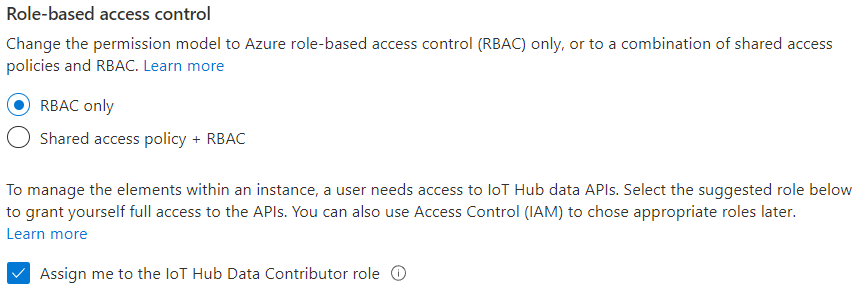 Role-based access control
Change the permission model to Azure role-based access control (RBAC) only, or to a combination of shared access
policies and RBAC. Learn more
RBAC only
Shared access policy + RBAC
To manage the elements within an instance, a user needs access to IoT Hub data APIs. Select the suggested role below
to grant yourself full access to the APIs. You can also use Access Control (IAM) to chose appropriate roles later.
Learn more
Assign me to the IoT Hub Data Contributor role